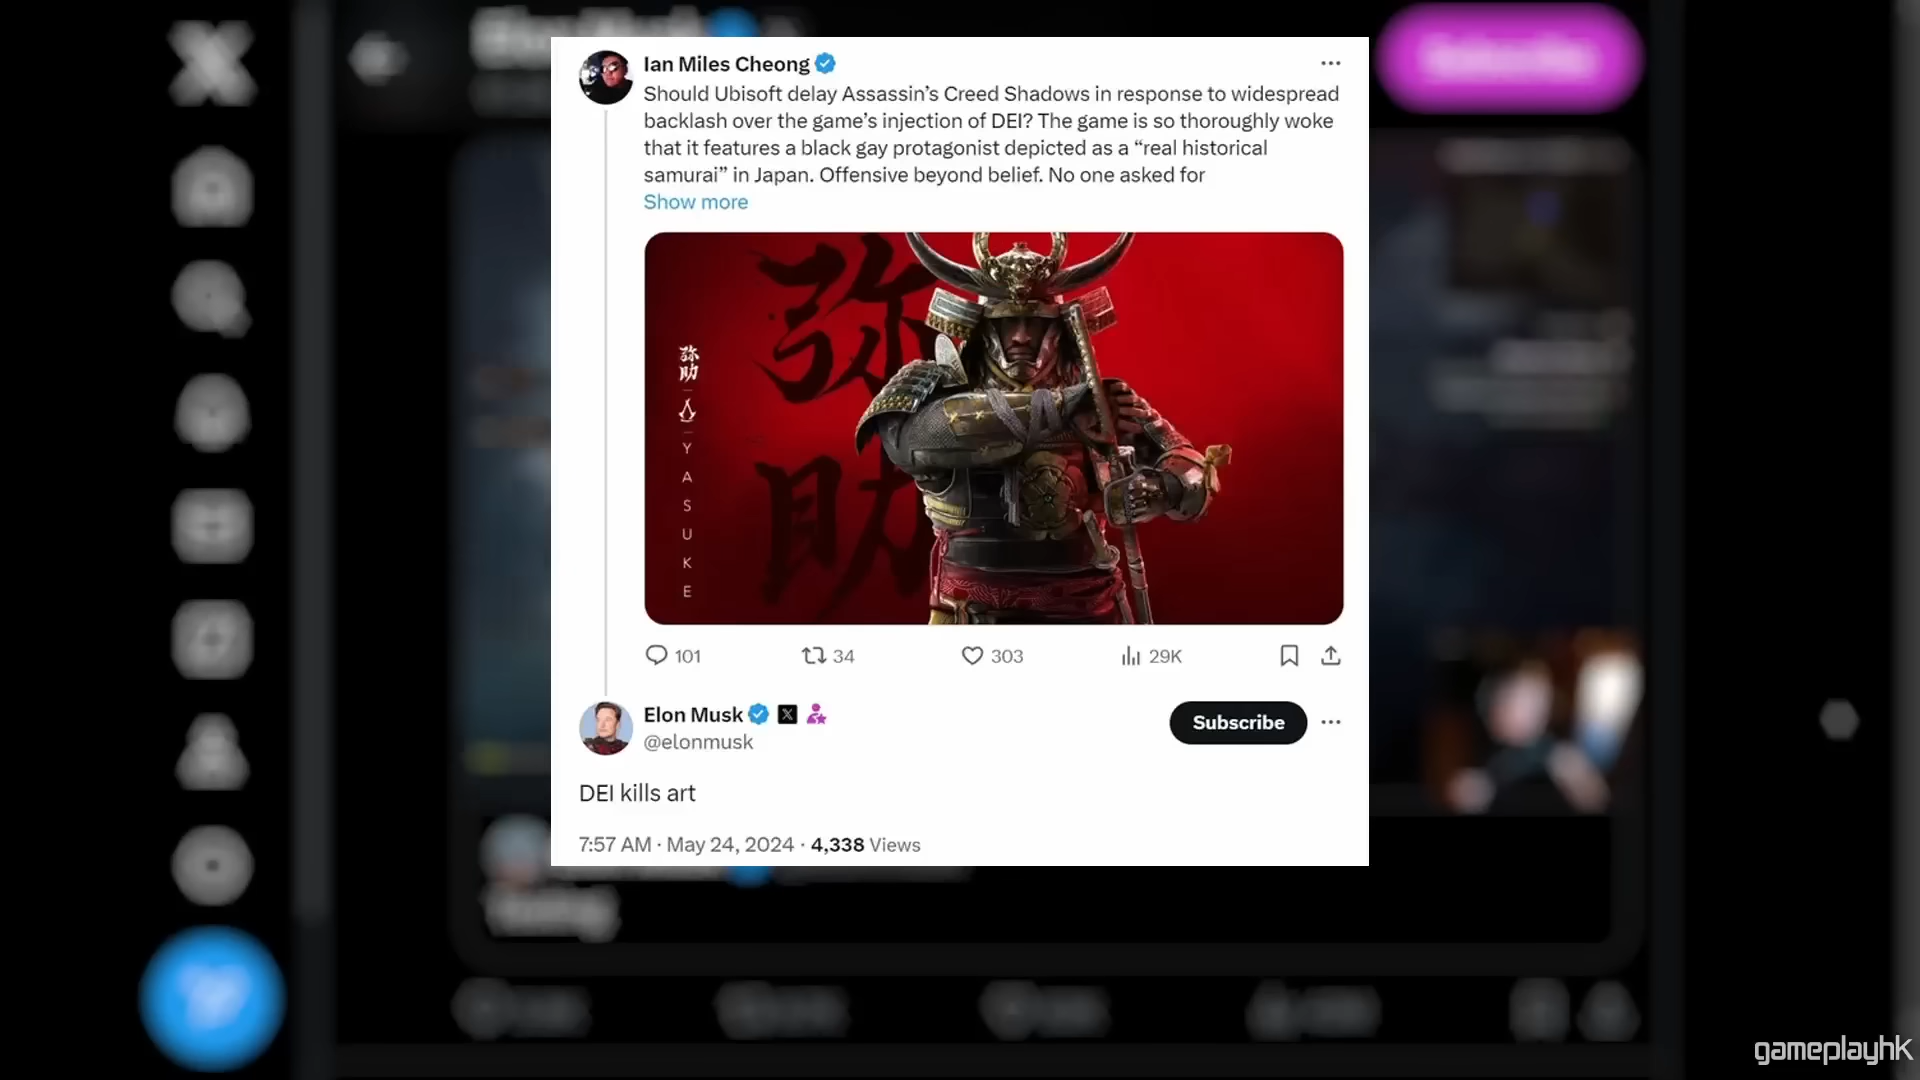 Ian Miles Cheong
Should Ubisoft delay Assassin’s Creed Shadows in response to widespread
backlash over the game’s injection of DEI? The game is so thoroughly woke
that it features a black gay protagonist depicted as a “real historical
samurai” in Japan. Offensive beyond belief. No one asked for
Show more
弥助
弥助
YASUKE
101 34 303 29K
Elon Musk
@elonmusk
Subscribe
DEI kills art
7:57 AM · May 24, 2024 · 4,338 Views
gameplayhk